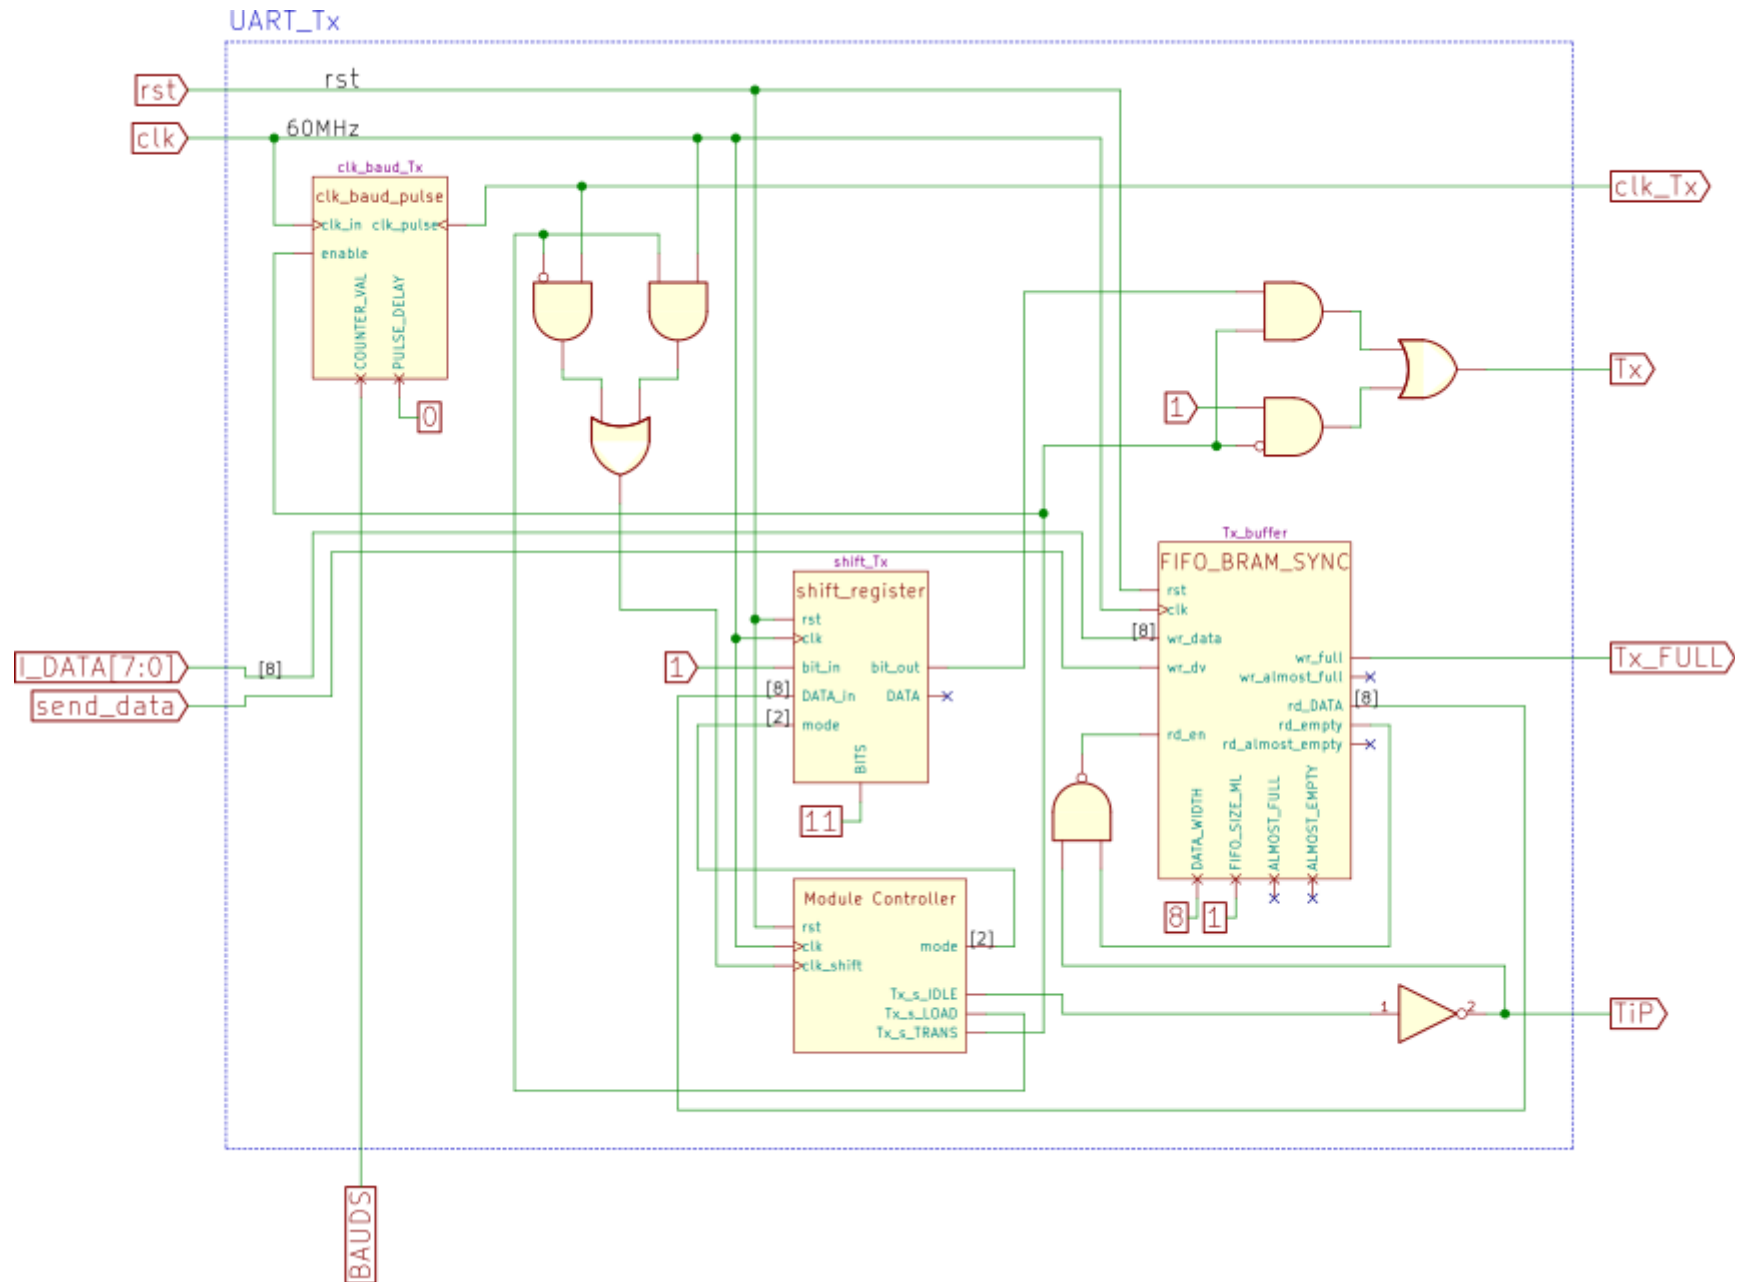 UART_Tx
rst
rst
clk
60MHz
clk_baud_Tx
clk_baud_pulse
clk_in
clk_pulse
enable
COUNTER_VAL
PULSE_DELAY
0
clk_Tx
1
Tx
Tx_buffer
FIFO_BRAM_SYNC
rst
clk
[8]
wr_data
wr_dv
wr_full
wr_almost_full
[8]
rd_DATA
rd_empty
rd_almost_empty
rd_en
DATA_WIDTH
FIFO_SIZE_ML
ALMOST_FULL
ALMOST_EMPTY
8
1
Tx_FULL
I_DATA[7:0]
[8]
send_data
shift_Tx
shift_register
rst
clk
1
bit_in
bit_out
[8]
DATA_in
DATA
[2]
mode
BITS
11
Module Controller
rst
clk
mode
[2]
clk_shift
Tx_s_IDLE
Tx_s_LOAD
Tx_s_TRANS
1
2
TiP
BAUDS